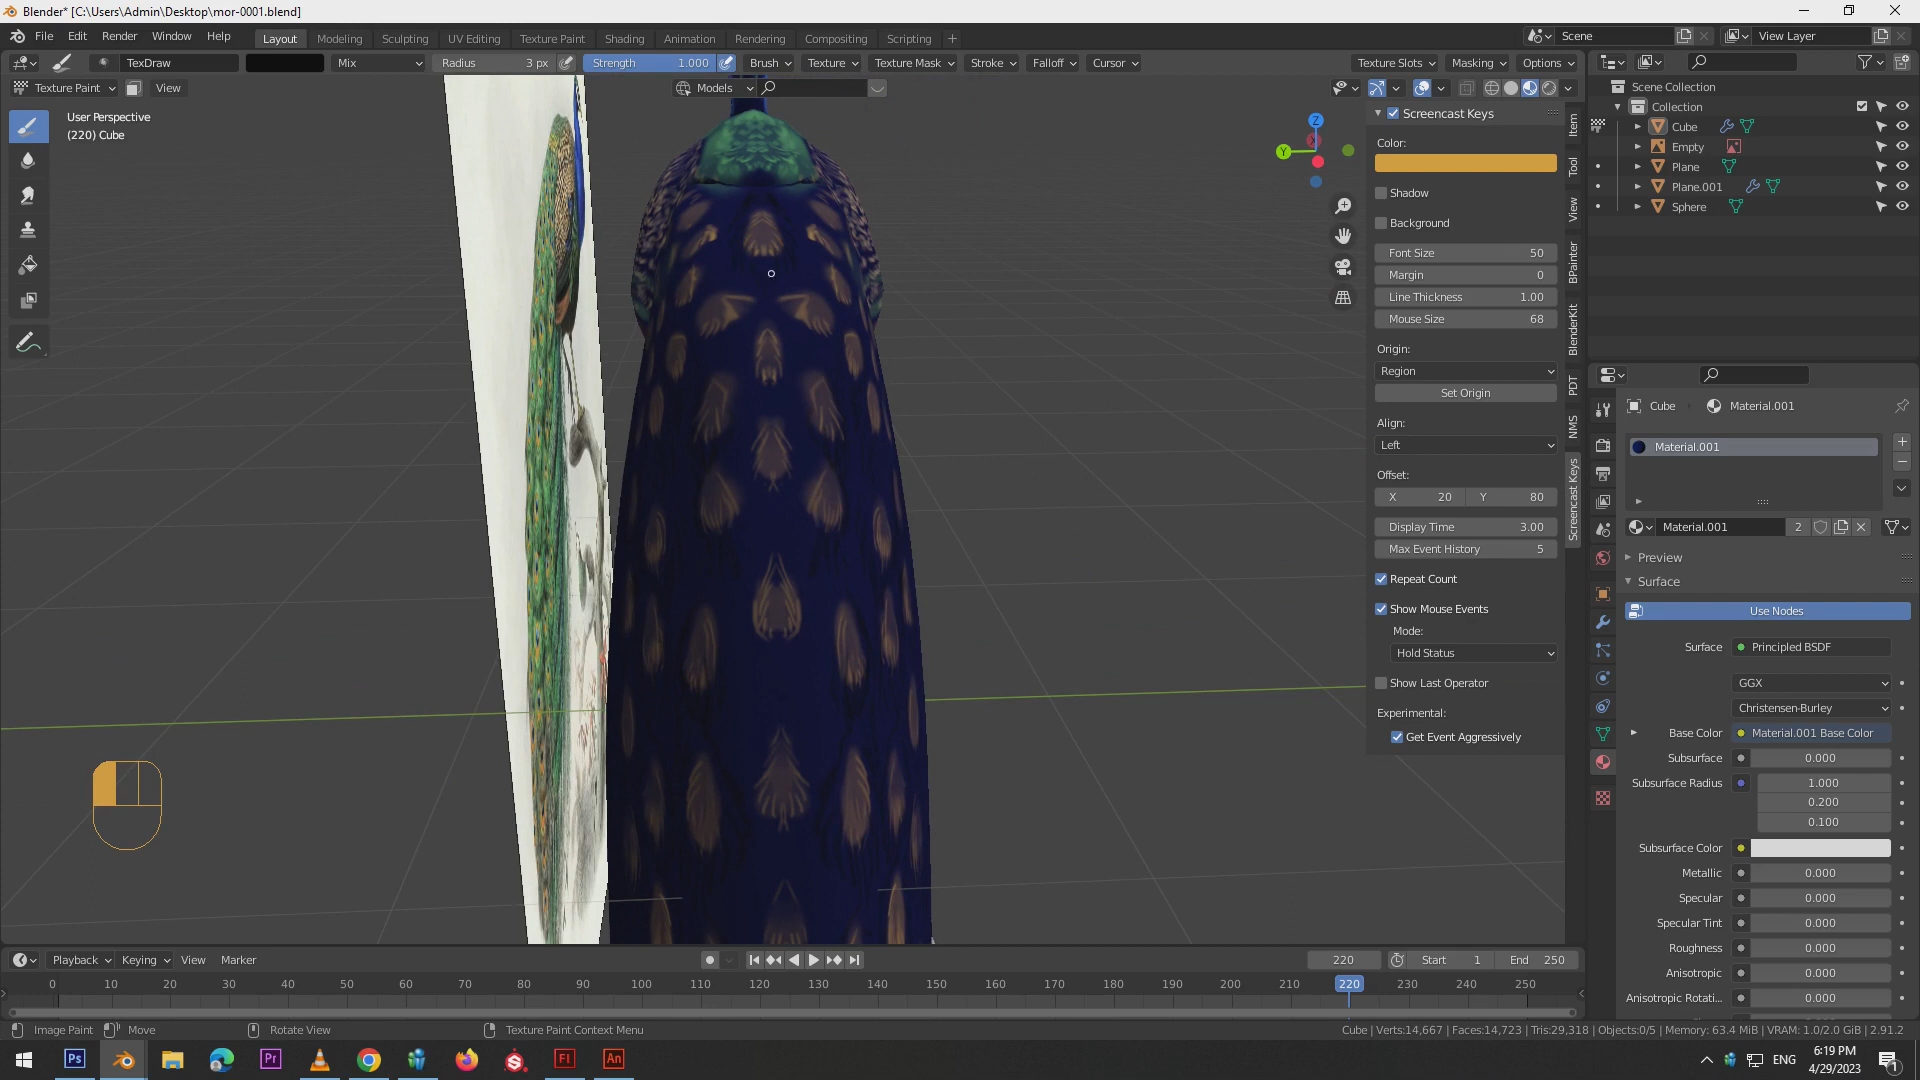 Blender* [C:\Users\Admin\Desktop\mor-0001.blend]
File Edit Render Window Help
Layout Modeling Sculpting UV Editing Texture Paint Shading Animation Rendering Compositing Scripting +
Scene
View Layer
TexDraw
Mix
Radius 3 px
Strength 1.000
Brush Texture Texture Mask Stroke Falloff Cursor
Texture Slots Masking Options
Texture Paint
View
Models
User Perspective
(220) Cube
Z
X
Y
Screencast Keys
Color:
Shadow
Background
Font Size 50
Margin 0
Line Thickness 1.00
Mouse Size 68
Origin:
Region
Set Origin
Align:
Left
Offset:
X 20 Y 80
Display Time 3.00
Max Event History 5
Repeat Count
Show Mouse Events
Mode:
Hold Status
Show Last Operator
Experimental:
Get Event Aggressively
Item
Tool
View
BPainter
BlenderKit
PDT
NMS
Screencast Keys
Scene Collection
Collection
Cube
Empty
Plane
Plane.001
Sphere
Cube
Material.001
Material.001
Material.001 2
Preview
Surface
Use Nodes
Surface Principled BSDF
GGX
Christensen-Burley
Base Color Material.001 Base Color
Subsurface 0.000
Subsurface Radius 1.000
0.200
0.100
Subsurface Color
Metallic 0.000
Specular 0.000
Specular Tint 0.000
Roughness 0.000
Anisotropic 0.000
Anisotropic Rotati... 0.000
Playback Keying View Marker
220
Start 1
End 250
0 10 20 30 40 50 60 70 80 90 100 110 120 130 140 150 160 170 180 190 200 210 220 230 240 250
Image Paint
Move
Rotate View
Texture Paint Context Menu
Cube | Verts:14,667 | Faces:14,723 | Tris:29,318 | Objects:0/5 | Memory: 63.4 MiB | VRAM: 1.0/2.0 GiB | 2.91.2
Ps
Pr
Fl
An
ENG
6:19 PM
4/29/2023
1